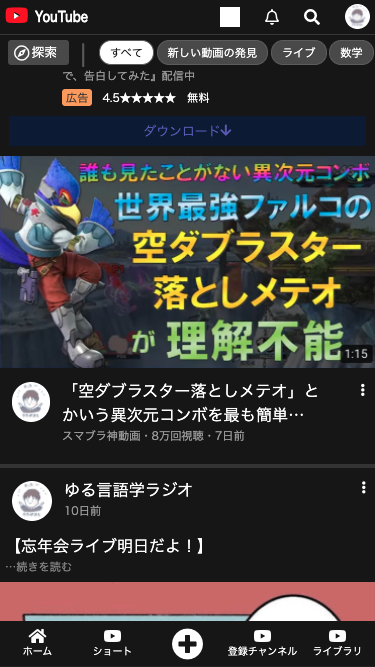 YouTube
探索
すべて
新しい動画の発見
ライブ
数学
で、告白してみた』配信中
広告 4.5★★★★★ 無料
ダウンロード
誰も見たことがない異次元コンボ
世界最強ファルコの
空ダブラスター
落としメテオ
が 理解不能
1:15
「空ダブラスター落としメテオ」と
かいう異次元コンボを最も簡単…
スマブラ神動画・8万回視聴・7日前
ゆる言語学ラジオ
10日前
【忘年会ライブ明日だよ！】
…続きを読む
ホーム
ショート
登録チャンネル
ライブラリ